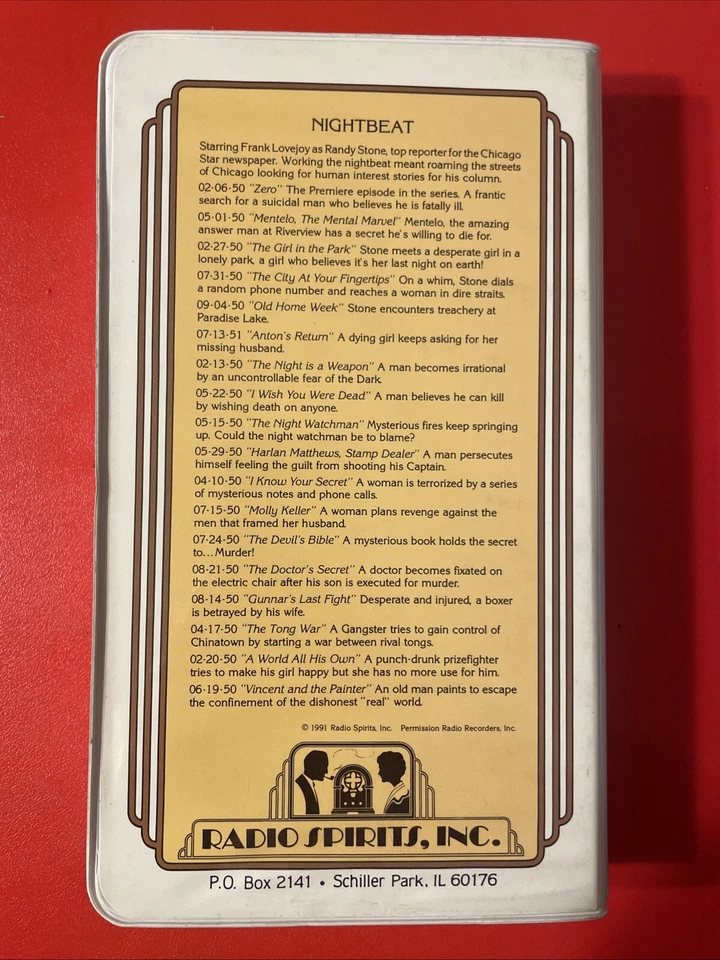 NIGHTBEAT
Starring Frank Lovejoy as Randy Stone, top reporter for the Chicago
Star newspaper. Working the nightbeat meant roaming the streets
of Chicago looking for human interest stories for his column.
02-06-50 "Zero" The Premiere episode in the series. A frantic
search for a suicidal man who believes he is fatally ill.
05-01-50 "Mentelo, The Mental Marvel" Mentelo, the amazing
answer man at Riverview has a secret he's willing to die for.
02-27-50 "The Girl in the Park" Stone meets a desperate girl in a
lonely park, a girl who believes it's her last night on earth!
07-31-50 "The City At Your Fingertips" On a whim, Stone dials
a random phone number and reaches a woman in dire straits.
09-04-50 "Old Home Week" Stone encounters treachery at
Paradise Lake.
07-13-51 "Anton's Return" A dying girl keeps asking for her
missing husband.
02-13-50 "The Night is a Weapon" A man becomes irrational
by an uncontrollable fear of the Dark.
05-22-50 "I Wish You Were Dead" A man believes he can kill
by wishing death on anyone.
05-15-50 "The Night Watchman" Mysterious fires keep springing
up. Could the night watchman be to blame?
05-29-50 "Harlan Matthews, Stamp Dealer" A man persecutes
himself feeling the guilt from shooting his Captain.
04-10-50 "I Know Your Secret" A woman is terrorized by a series
of mysterious notes and phone calls.
07-15-50 "Molly Keller" A woman plans revenge against the
men that framed her husband.
07-24-50 "The Devil's Bible" A mysterious book holds the secret
to...Murder!
08-21-50 "The Doctor's Secret" A doctor becomes fixated on
the electric chair after his son is executed for murder.
08-14-50 "Gunnar's Last Fight" Desperate and injured, a boxer
is betrayed by his wife.
04-17-50 "The Tong War" A Gangster tries to gain control of
Chinatown by starting a war between rival tongs.
02-20-50 "A World All His Own" A punch-drunk prizefighter
tries to make his girl happy but she has no more use for him.
06-19-50 "Vincent and the Painter" An old man paints to escape
the confinement of the dishonest "real" world.
© 1991 Radio Spirits, Inc. Permission Radio Recorders, Inc.
RADIO SPIRITS, INC.
P.O. Box 2141 • Schiller Park, IL 60176